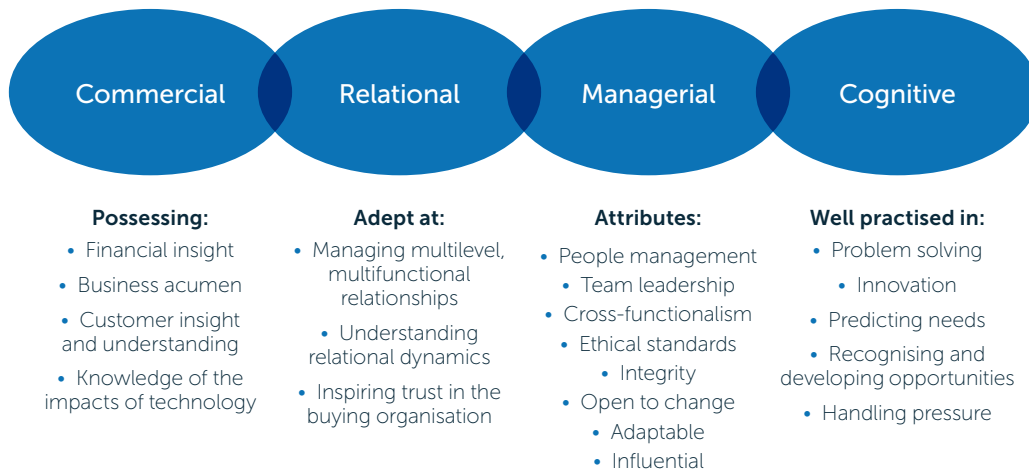 Commercial
Relational
Managerial
Cognitive
Possessing:
• Financial insight
• Business acumen
• Customer insight
and understanding
• Knowledge of the
impacts of technology
Adept at:
• Managing multilevel,
multifunctional
relationships
• Understanding
relational dynamics
• Inspiring trust in the
buying organisation
Attributes:
• People management
• Team leadership
• Cross-functionalism
• Ethical standards
• Integrity
• Open to change
• Adaptable
• Influential
Well practised in:
• Problem solving
• Innovation
• Predicting needs
• Recognising and
developing opportunities
• Handling pressure